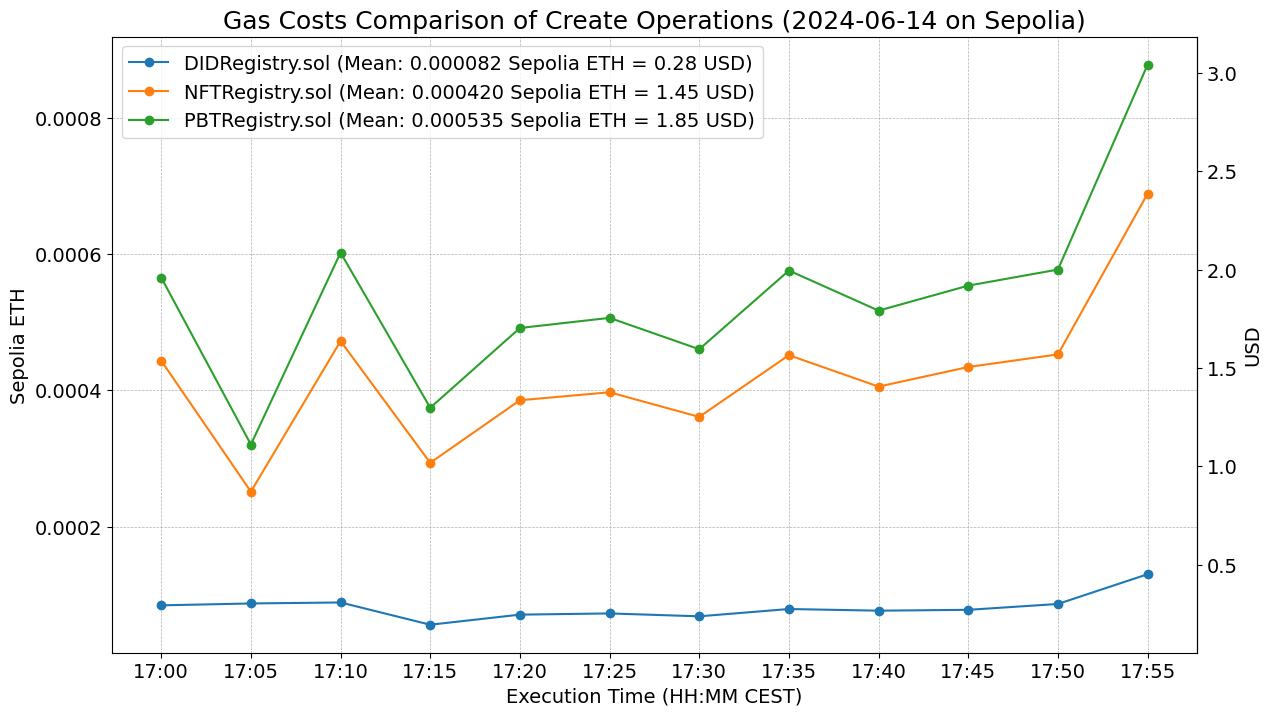 Gas Costs Comparison of Create Operations (2024-06-14 on Sepolia)
DIDRegistry.sol (Mean: 0.000082 Sepolia ETH = 0.28 USD)
NFTRegistry.sol (Mean: 0.000420 Sepolia ETH = 1.45 USD)
PBTRegistry.sol (Mean: 0.000535 Sepolia ETH = 1.85 USD)
Sepolia ETH
0.0008
0.0006
0.0004
0.0002
3.0
2.5
2.0
1.5
1.0
0.5
USD
17:00 17:05 17:10 17:15 17:20 17:25 17:30 17:35 17:40 17:45 17:50 17:55
Execution Time (HH:MM CEST)